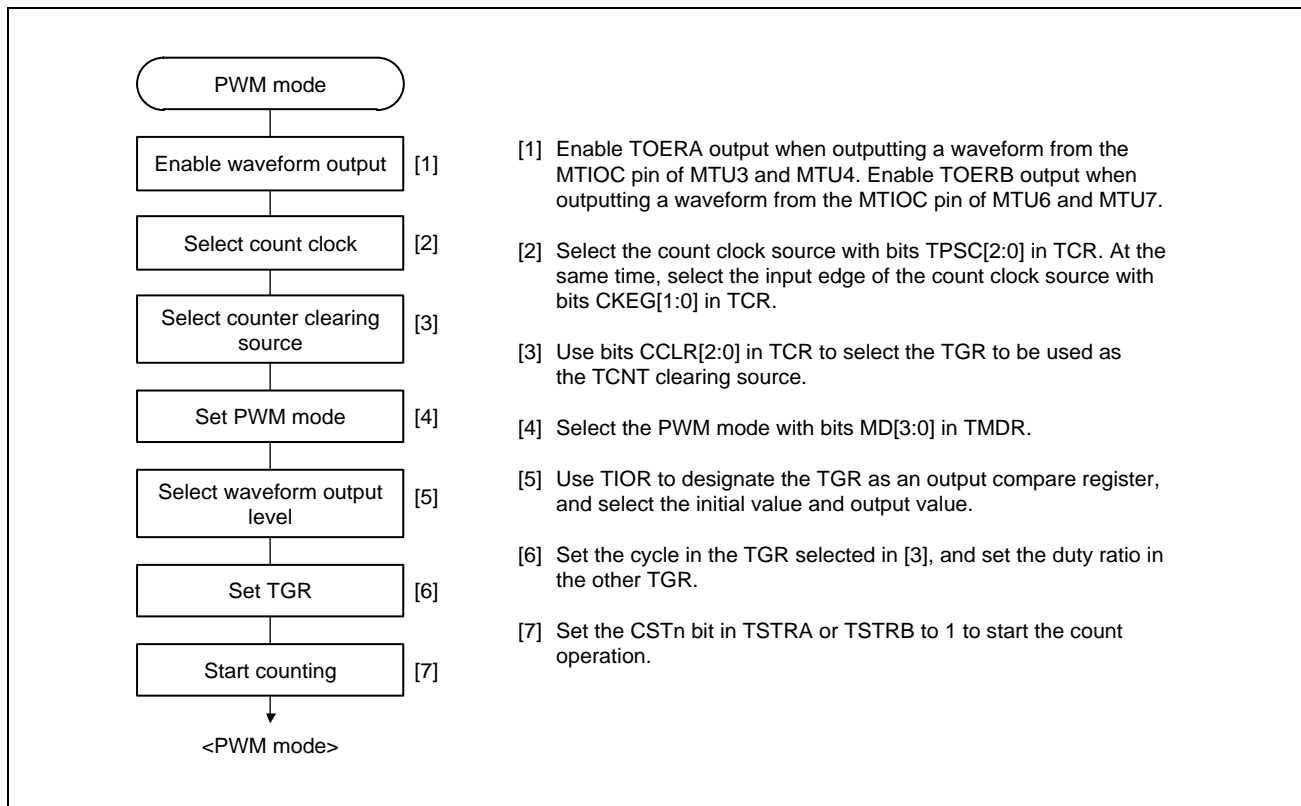 PWM mode
Enable waveform output [1]
Select count clock [2]
Select counter clearing
source
[3]
Set PWM mode [4]
Select waveform output
level
[5]
Set TGR [6]
Start counting [7]
<PWM mode>
[1] Enable TOERA output when outputting a waveform from the
MTIOC pin of MTU3 and MTU4. Enable TOERB output when
outputting a waveform from the MTIOC pin of MTU6 and MTU7.
[2] Select the count clock source with bits TPSC[2:0] in TCR. At the
same time, select the input edge of the count clock source with
bits CKEG[1:0] in TCR.
[3] Use bits CCLR[2:0] in TCR to select the TGR to be used as
the TCNT clearing source.
[4] Select the PWM mode with bits MD[3:0] in TMDR.
[5] Use TIOR to designate the TGR as an output compare register,
and select the initial value and output value.
[6] Set the cycle in the TGR selected in [3], and set the duty ratio in
the other TGR.
[7] Set the CSTn bit in TSTRA or TSTRB to 1 to start the count
operation.